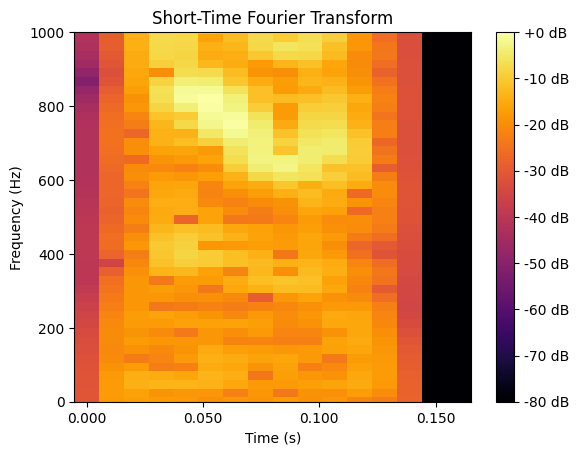 Short-Time Fourier Transform
Frequency (Hz)
1000
800
600
400
200
0
0.000
0.050
0.100
0.150
Time (s)
+0 dB
-10 dB
-20 dB
-30 dB
-40 dB
-50 dB
-60 dB
-70 dB
-80 dB